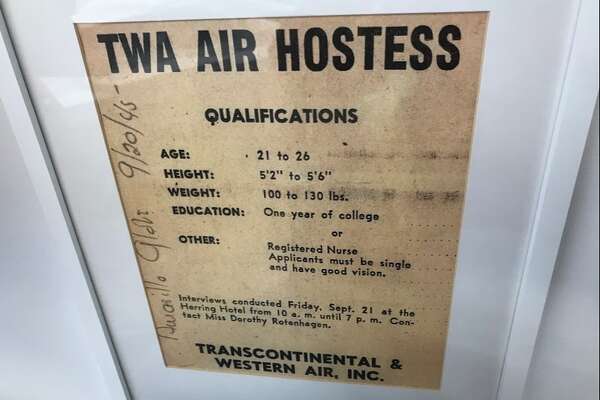 TWA AIR HOSTESS
QUALIFICATIONS
AGE: 21 to 26
HEIGHT: 5'2" to 5'6"
WEIGHT: 100 to 130 lbs.
EDUCATION: One year of college
or
OTHER: Registered Nurse
Applicants must be single
and have good vision.
Interviews conducted Friday, Sept. 21 at the
Herring Hotel from 10 a. m. until 7 p. m. Con-
tact Miss Dorothy Rotenhagen.
TRANSCONTINENTAL &
WESTERN AIR, INC.
Amarillo Globe 9/20/45-